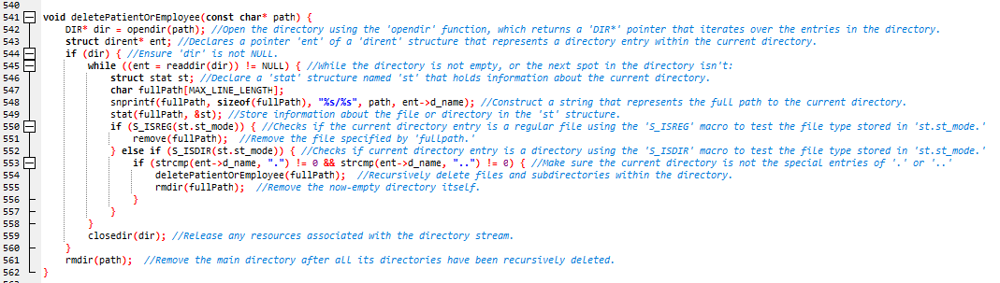 540
541 void deletePatientOrEmployee(const char* path) {
542 DIR* dir = opendir(path); //Open the directory using the 'opendir' function, which returns a 'DIR*' pointer that iterates over the entries in the directory.
543 struct dirent* ent; //Declares a pointer 'ent' of a 'dirent' structure that represents a directory entry within the current directory.
544 if (dir) { //Ensure 'dir' is not NULL.
545 while ((ent = readdir(dir)) != NULL) { //While the directory is not empty, or the next spot in the directory isn't:
546 struct stat st; //Declare a 'stat' structure named 'st' that holds information about the current directory.
547 char fullPath[MAX_LINE_LENGTH];
548 snprintf(fullPath, sizeof(fullPath), "%s/%s", path, ent->d_name); //Construct a string that represents the full path to the current directory.
549 stat(fullPath, &st); //Store information about the file or directory in the 'st' structure.
550 if (S_ISREG(st.st_mode)) { //Checks if the current directory entry is a regular file using the 'S_ISREG' macro to test the file type stored in 'st.st_mode.'
551 remove(fullPath); //Remove the file specified by 'fullpath.'
552 } else if (S_ISDIR(st.st_mode)) { //Checks if current directory entry is a directory using the 'S_ISDIR' macro to test the file type stored in 'st.st_mode.'
553 if (strcmp(ent->d_name, ".") != 0 && strcmp(ent->d_name, "..") != 0) { //Make sure the current directory is not the special entries of '.' or '..'
554 deletePatientOrEmployee(fullPath); //Recursively delete files and subdirectories within the directory.
555 rmdir(fullPath); //Remove the now-empty directory itself.
556 }
557 }
558 }
559 closedir(dir); //Release any resources associated with the directory stream.
560 }
561 rmdir(path); //Remove the main directory after all its directories have been recursively deleted.
562 }